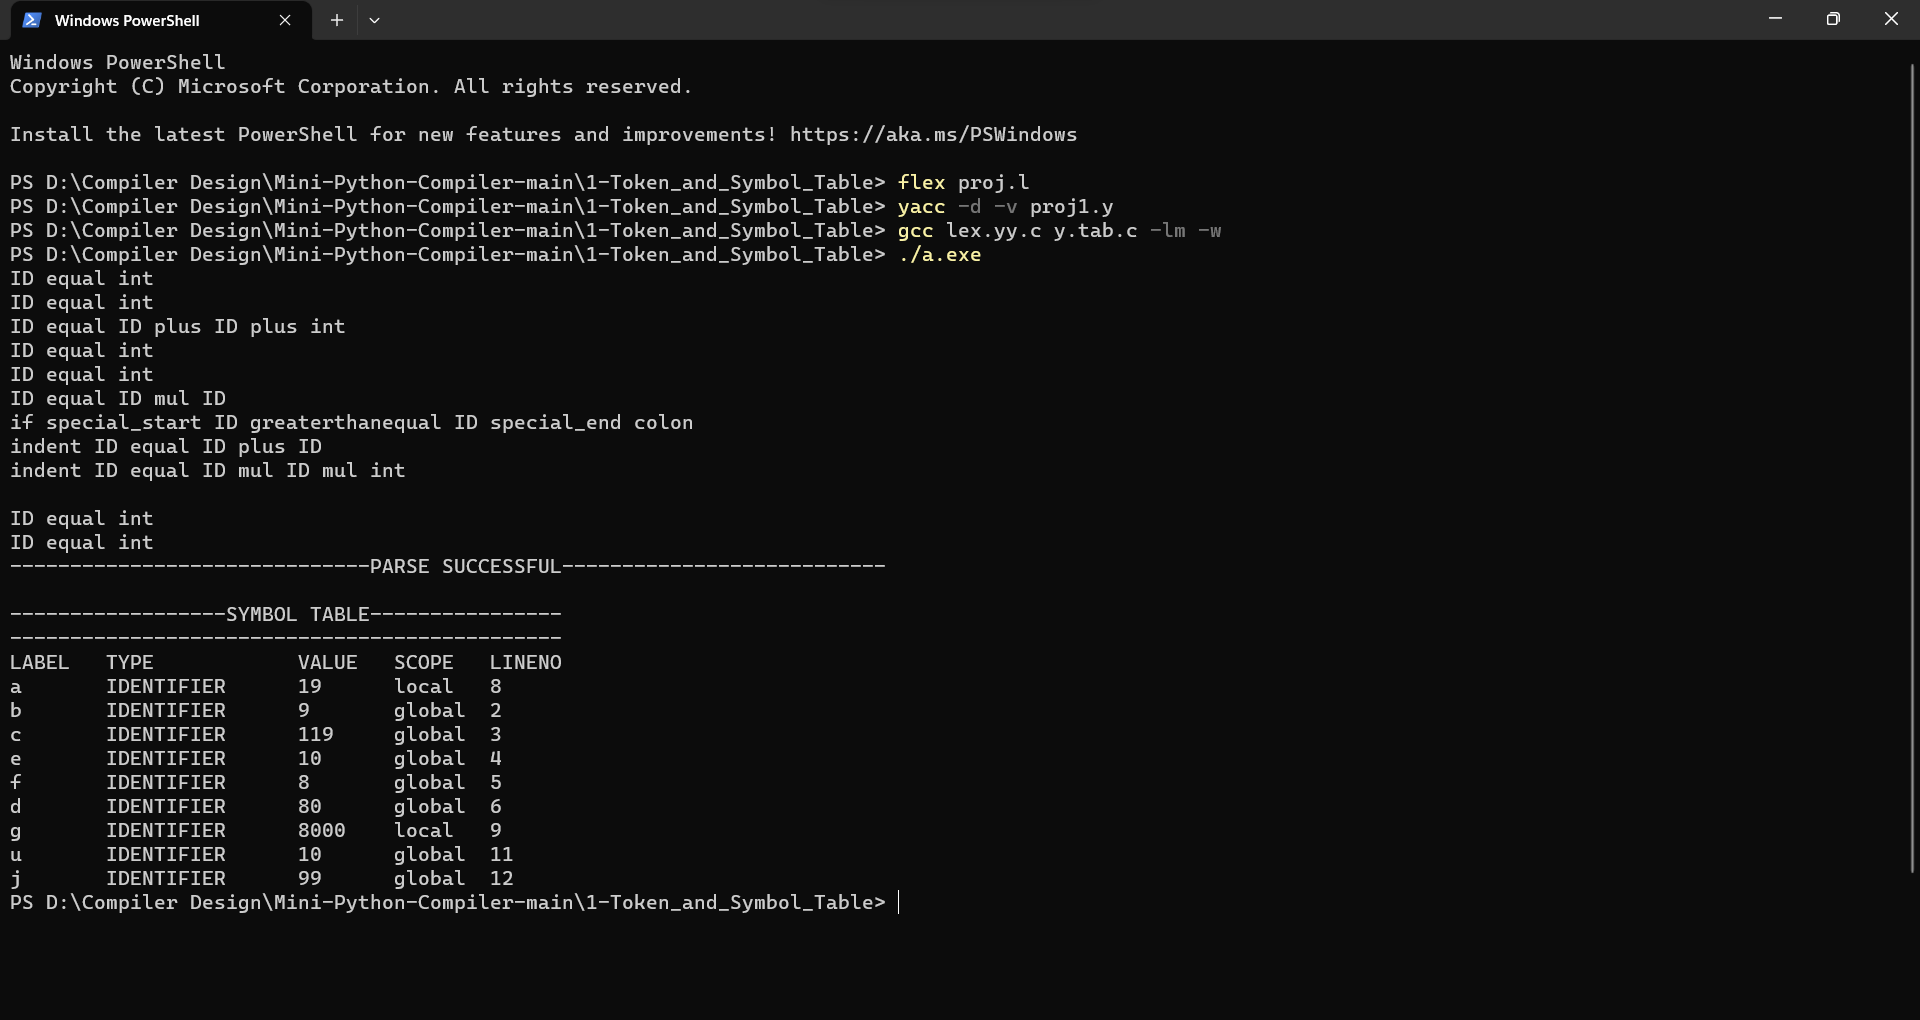 Windows PowerShell
Windows PowerShell
Copyright (C) Microsoft Corporation. All rights reserved.

Install the latest PowerShell for new features and improvements! https://aka.ms/PSWindows

PS D:\Compiler Design\Mini-Python-Compiler-main\1-Token_and_Symbol_Table> flex proj.l
PS D:\Compiler Design\Mini-Python-Compiler-main\1-Token_and_Symbol_Table> yacc -d -v proj1.y
PS D:\Compiler Design\Mini-Python-Compiler-main\1-Token_and_Symbol_Table> gcc lex.yy.c y.tab.c -lm -w
PS D:\Compiler Design\Mini-Python-Compiler-main\1-Token_and_Symbol_Table> ./a.exe
ID equal int
ID equal int
ID equal ID plus ID plus int
ID equal int
ID equal int
ID equal ID mul ID
if special_start ID greaterthanequal ID special_end colon
indent ID equal ID plus ID
indent ID equal ID mul ID mul int

ID equal int
ID equal int
------------------------------PARSE SUCCESSFUL---------------------------

------------------SYMBOL TABLE----------------
----------------------------------------------
LABEL   TYPE            VALUE   SCOPE   LINENO
a       IDENTIFIER      19      local   8
b       IDENTIFIER      9       global  2
c       IDENTIFIER      119     global  3
e       IDENTIFIER      10      global  4
f       IDENTIFIER      8       global  5
d       IDENTIFIER      80      global  6
g       IDENTIFIER      8000    local   9
u       IDENTIFIER      10      global  11
j       IDENTIFIER      99      global  12
PS D:\Compiler Design\Mini-Python-Compiler-main\1-Token_and_Symbol_Table>